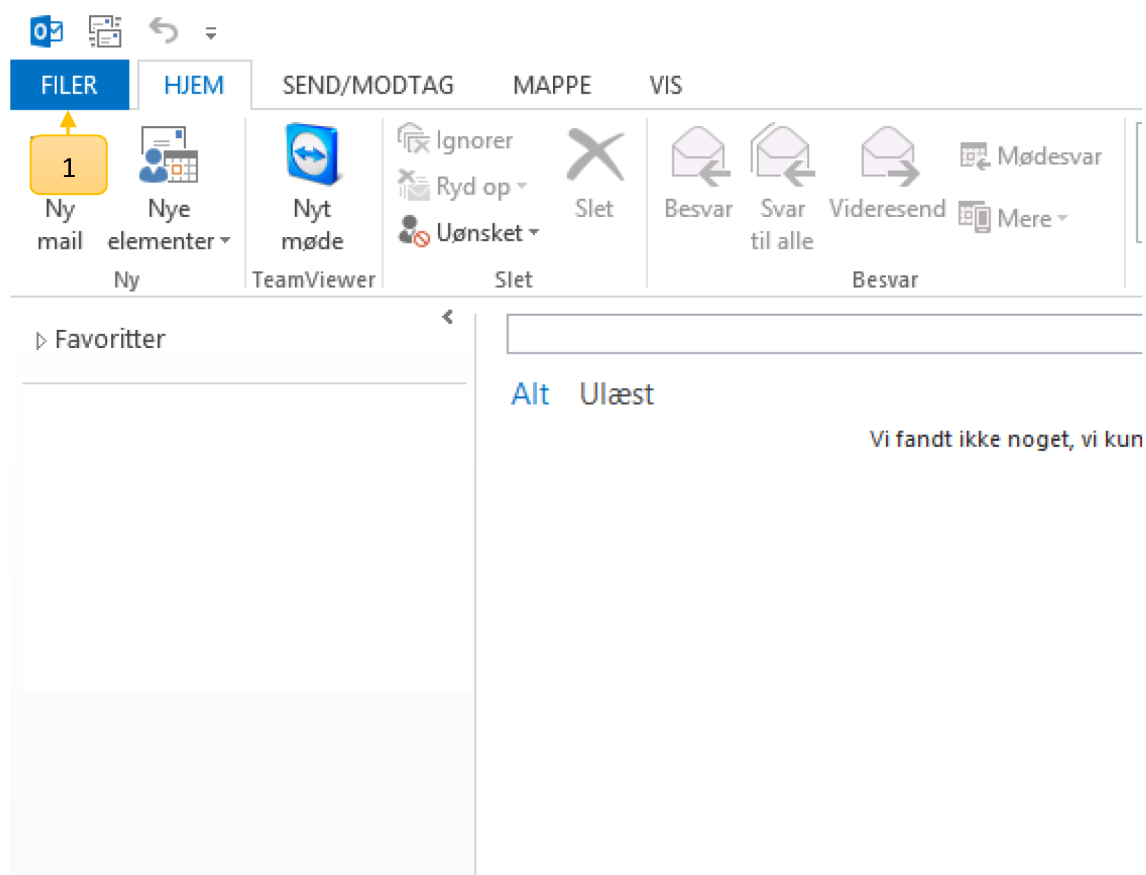 FILER HJEM SEND/MODTAG MAPPE VIS
1
Ny mail
Nye elementer
Ny
Nyt møde
TeamViewer
Ignorer
Ryd op
Uønsket
Slet
Slet
Besvar
Svar til alle
Videresend
Mødesvar
Mere
Besvar
Favoritter
Alt Ulæst
Vi fandt ikke noget, vi kun